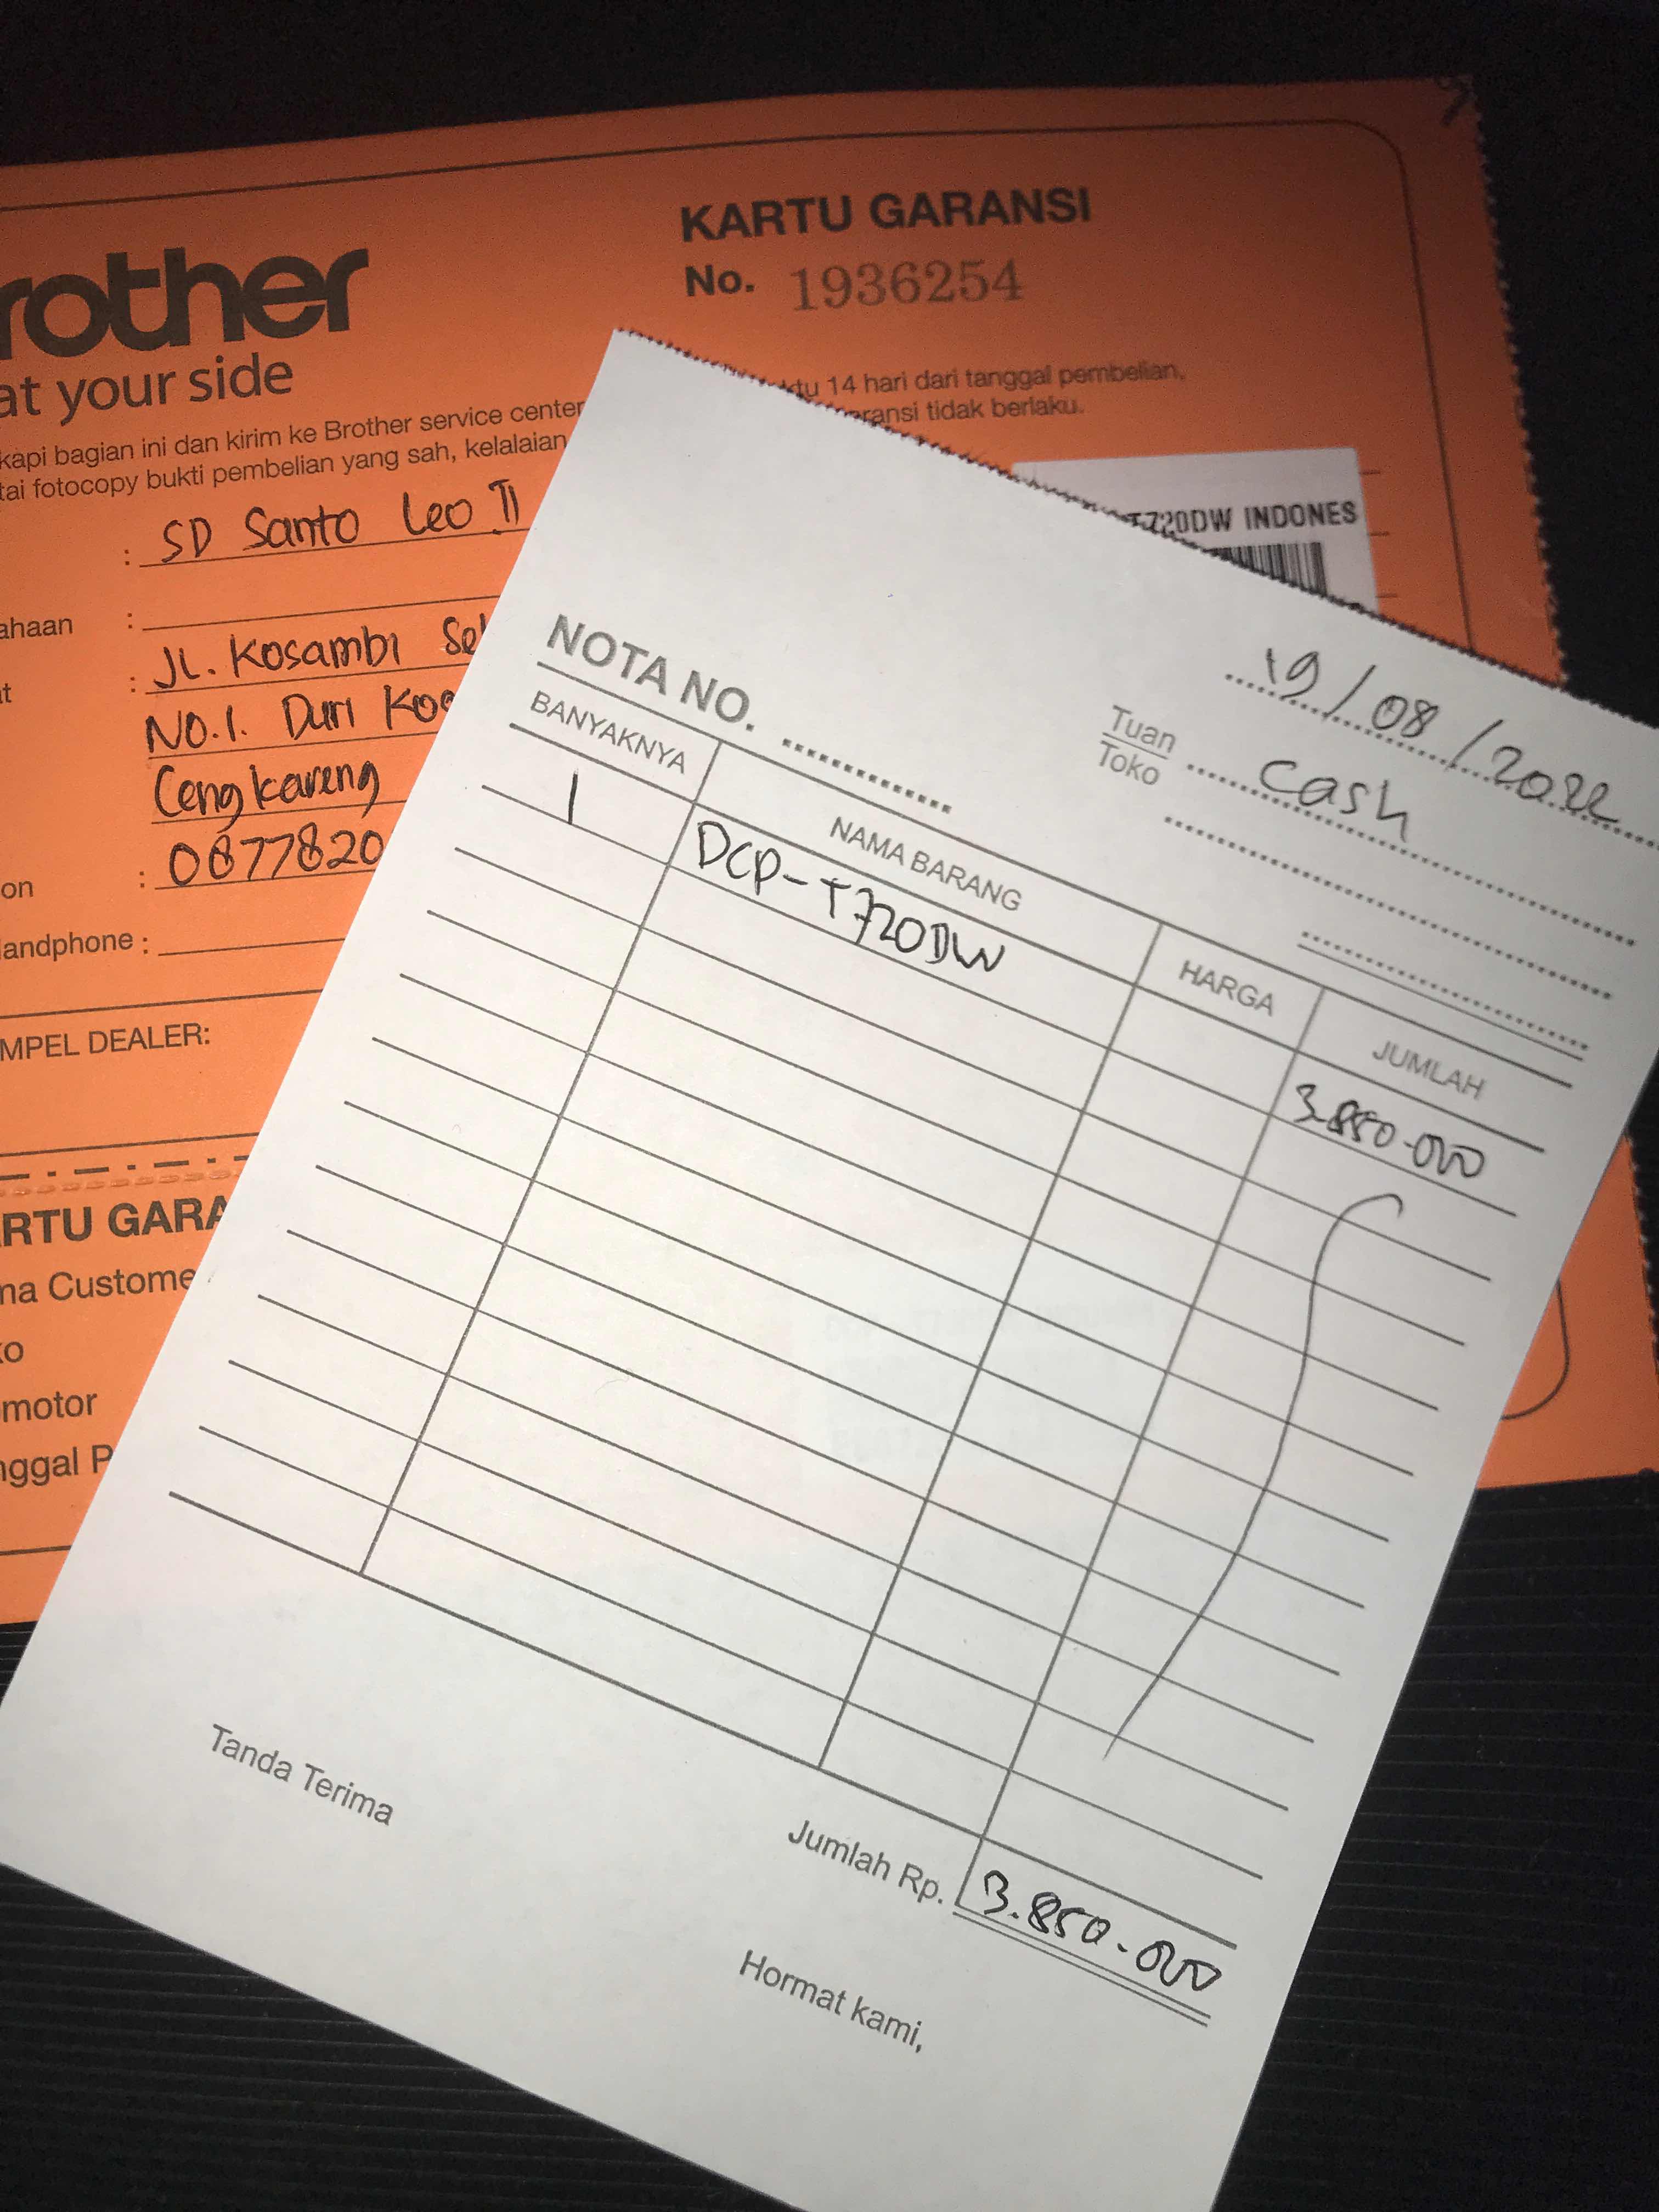 KARTU GARANSI
No. 1936254
rother
at your side
tu 14 hari dari tanggal pembelian,
ransi tidak berlaku.
kapi bagian ini dan kirim ke Brother service center
tai fotocopy bukti pembelian yang sah, kelalaian
: SD Santo Leo II
ahaan :
t : JL. Kosambi Sel
No.1. Duri Kos
Cengkareng
on : 0877820
andphone :
MPEL DEALER:
RTU GARA
ma Custome
ko
motor
nggal P
T720DW INDONES
NOTA NO.
19/08/2022
Tuan
Toko
Cash
BANYAKNYA NAMA BARANG HARGA JUMLAH
1 DCP-T720DW 3.850.000
Tanda Terima
Jumlah Rp. 3.850.000
Hormat kami,